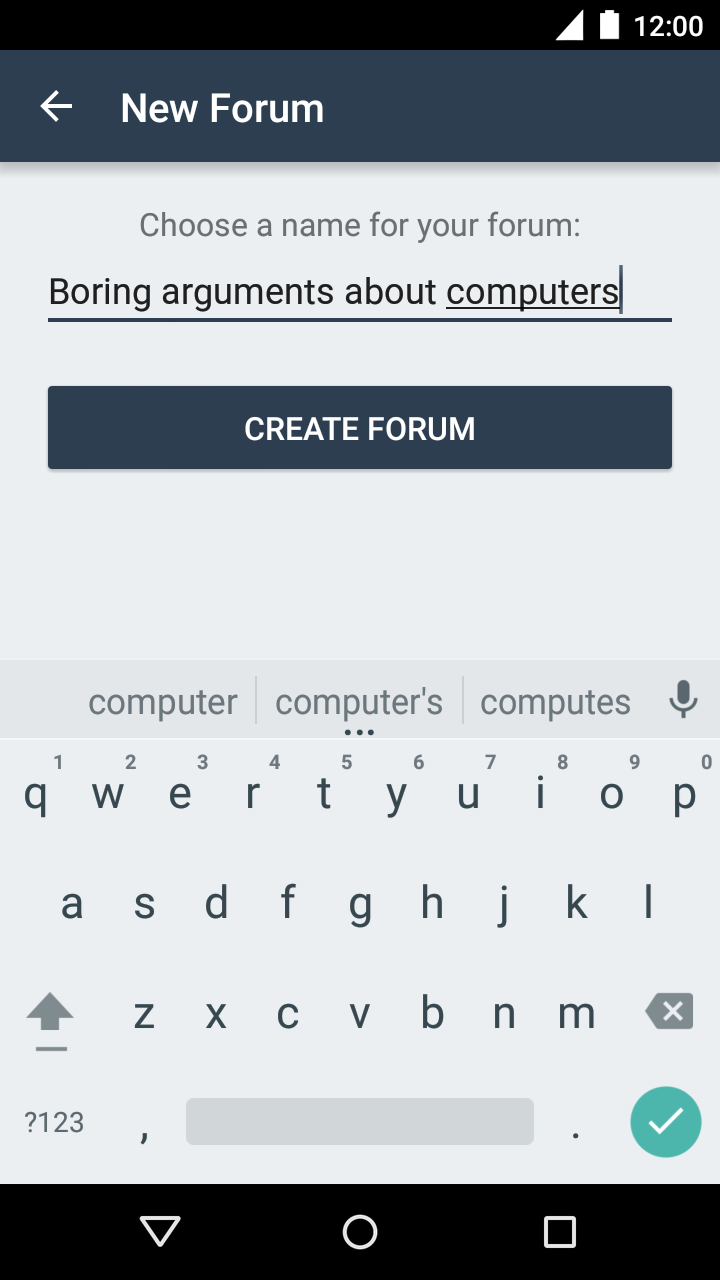 12:00
New Forum
Choose a name for your forum:
Boring arguments about computers
CREATE FORUM
computer computer's computes
1 2 3 4 5 6 7 8 9 0
q w e r t y u i o p
a s d f g h j k l
z x c v b n m
?123 , .